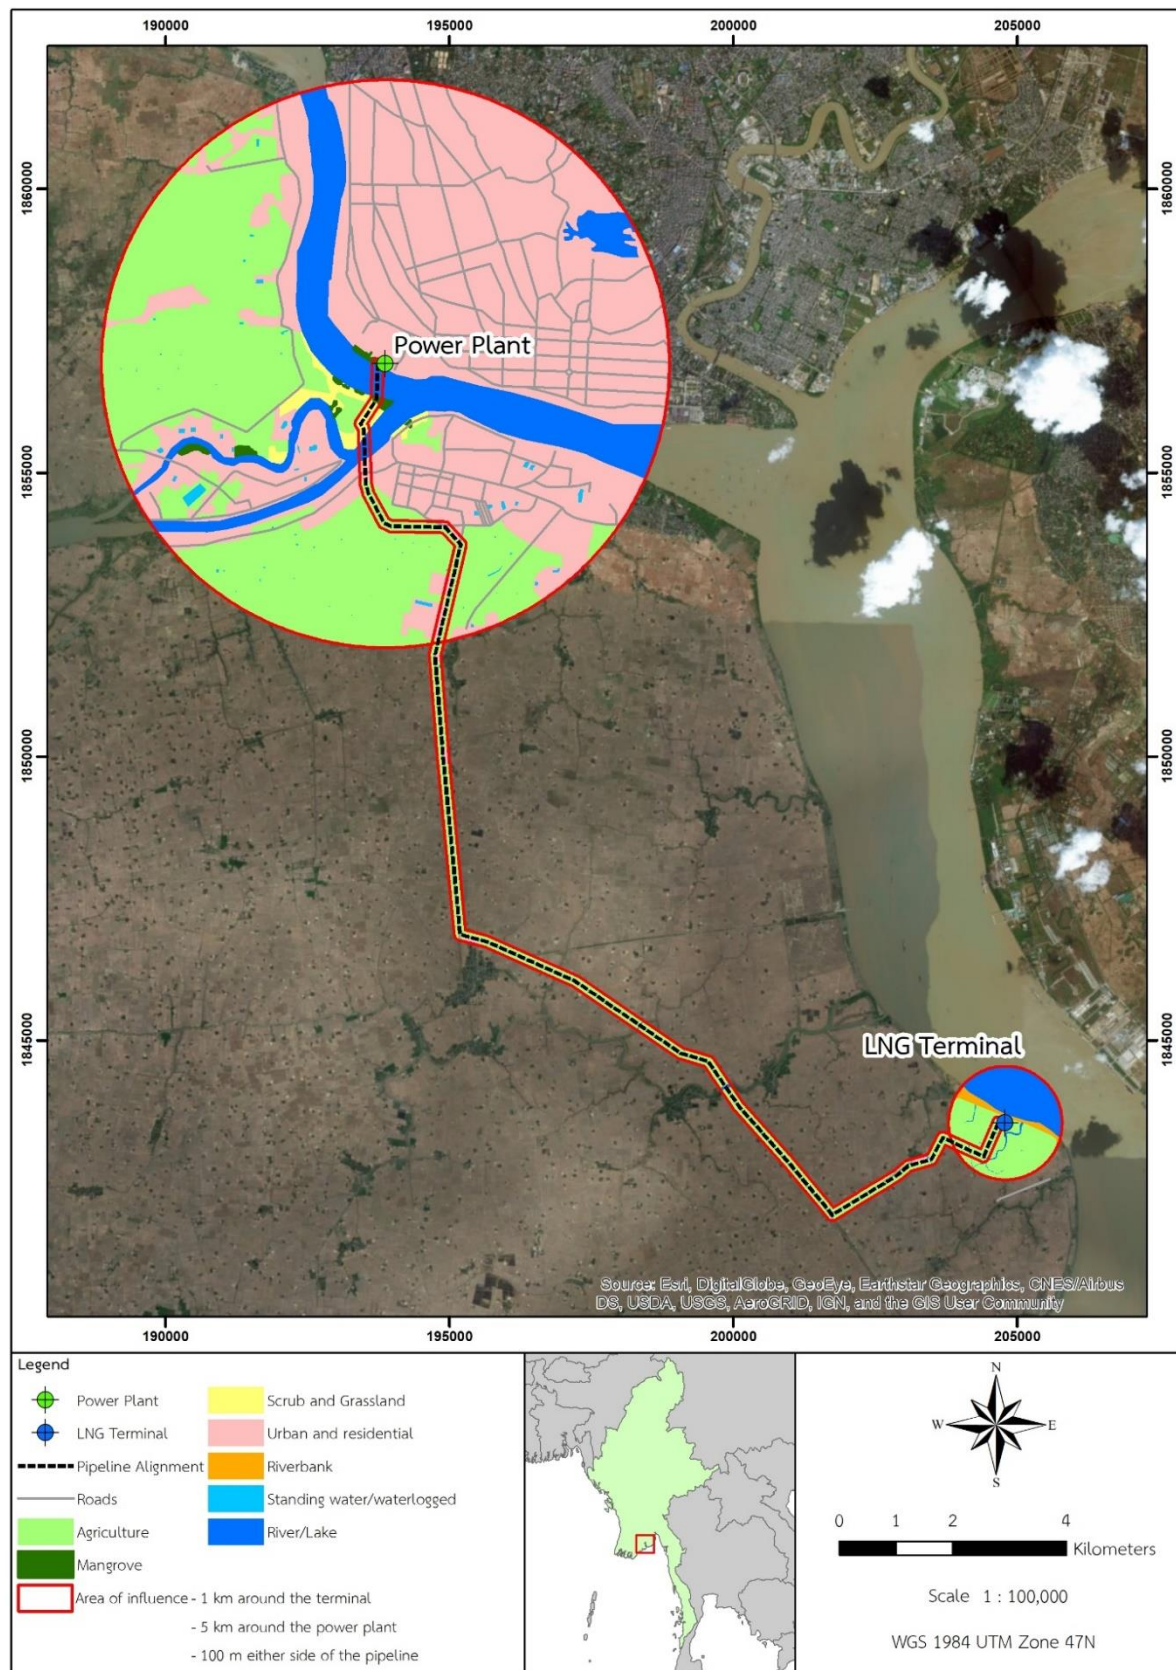 190000 195000 200000 205000
1860000 1860000
Power Plant
1855000 1855000
1850000 1850000
1845000 1845000
LNG Terminal
Source: Esri, DigitalGlobe, GeoEye, Earthstar Geographics, CNES/Airbus
DS, USDA, USGS, AeroGRID, IGN, and the GIS User Community
190000 195000 200000 205000
Legend
Power Plant
LNG Terminal
Pipeline Alignment
Roads
Agriculture
Mangrove
Scrub and Grassland
Urban and residential
Riverbank
Standing water/waterlogged
River/Lake
Area of influence - 1 km around the terminal
- 5 km around the power plant
- 100 m either side of the pipeline
N
W E
S
0 1 2 4
Kilometers
Scale 1 : 100,000
WGS 1984 UTM Zone 47N